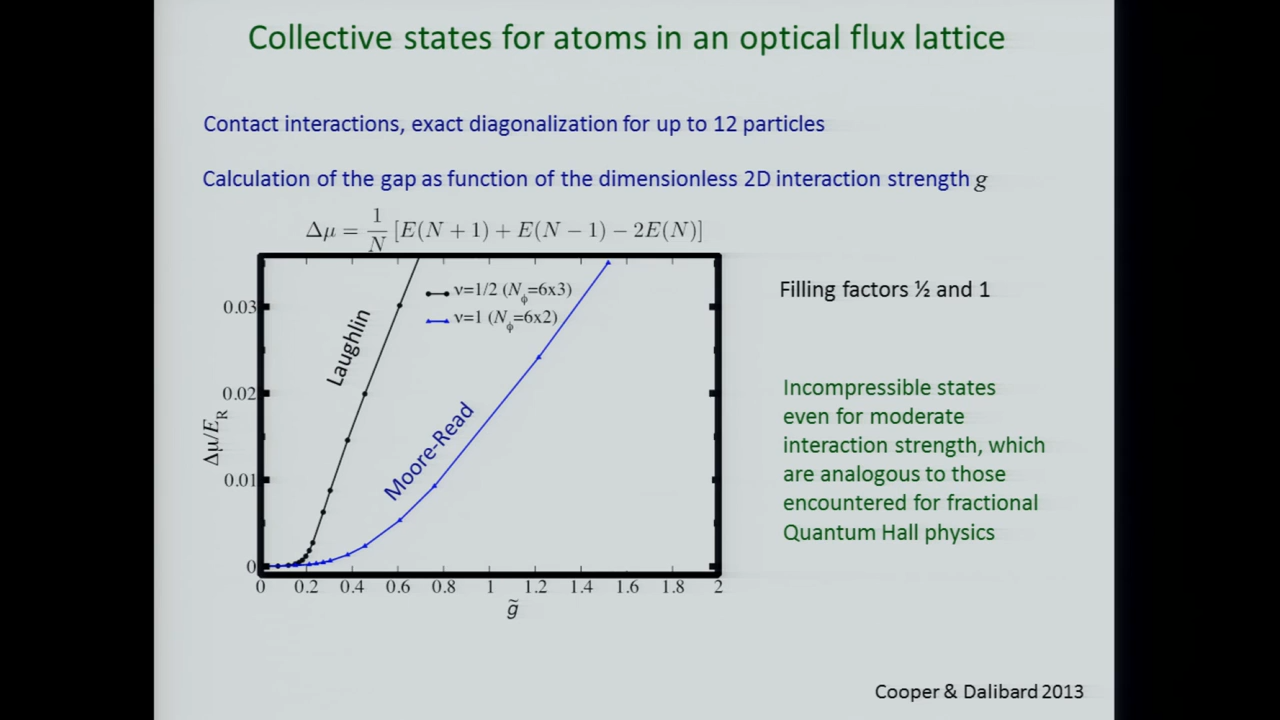 Collective states for atoms in an optical flux lattice
Contact interactions, exact diagonalization for up to 12 particles
Calculation of the gap as function of the dimensionless 2D interaction strength g
Δμ = 1/N [E(N + 1) + E(N − 1) − 2E(N)]
ν=1/2 (Nϕ=6x3)
ν=1 (Nϕ=6x2)
Laughlin
Moore-Read
Δμ/E_R
0.03
0.02
0.01
0
0 0.2 0.4 0.6 0.8 1 1.2 1.4 1.6 1.8 2
g̃
Filling factors ½ and 1
Incompressible states
even for moderate
interaction strength, which
are analogous to those
encountered for fractional
Quantum Hall physics
Cooper & Dalibard 2013